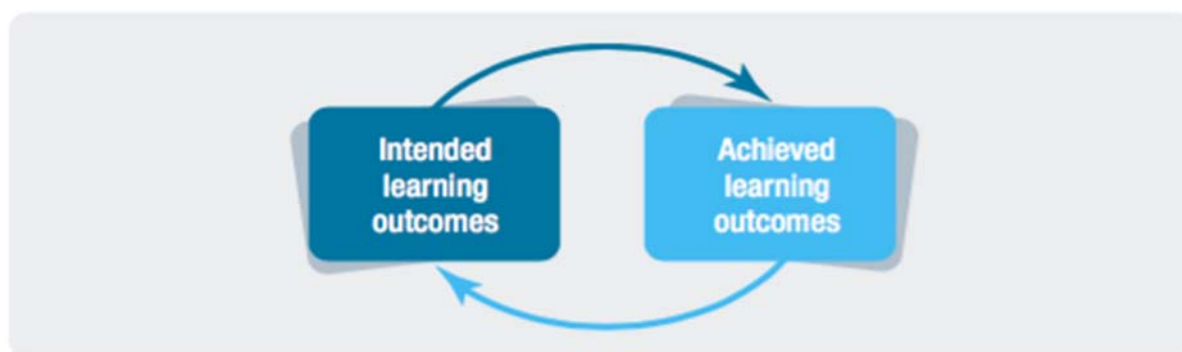 Intended
learning
outcomes
Achieved
learning
outcomes